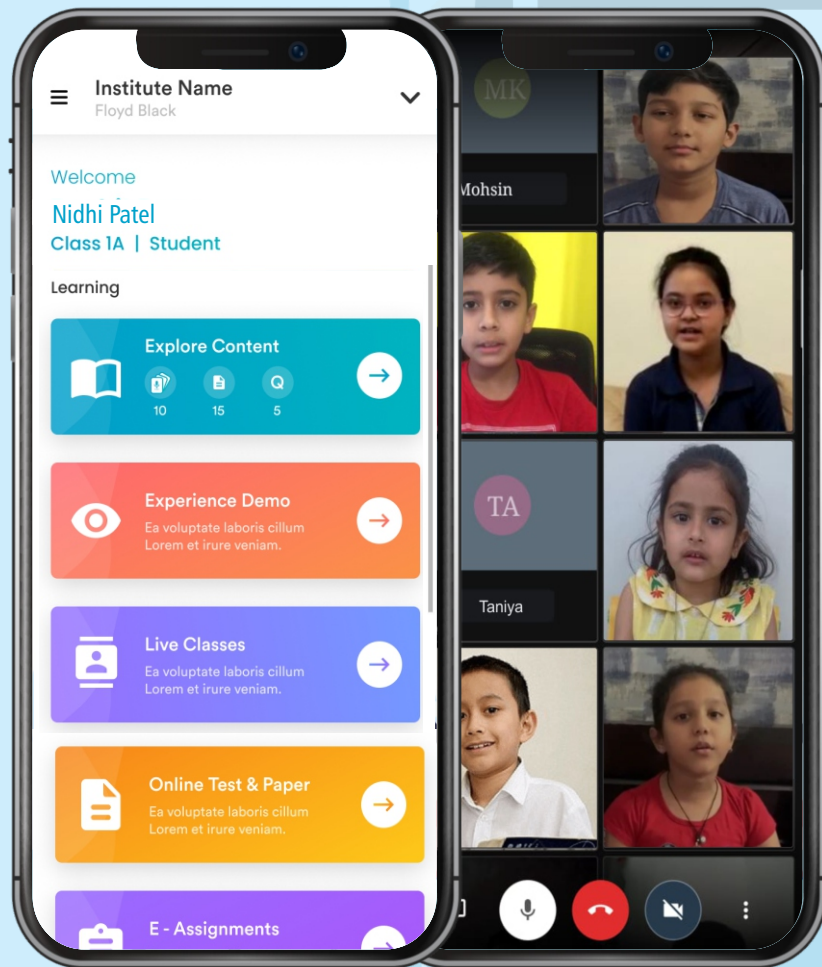 Institute Name
Floyd Black
Welcome
Nidhi Patel
Class 1A | Student
Learning
Explore Content
Q
10 15 5
Experience Demo
Ea voluptate laboris cillum
Lorem et irure veniam.
Live Classes
Ea voluptate laboris cillum
Lorem et irure veniam.
Online Test & Paper
Ea voluptate laboris cillum
Lorem et irure veniam.
E - Assignments
MK
Mohsin
TA
Taniya